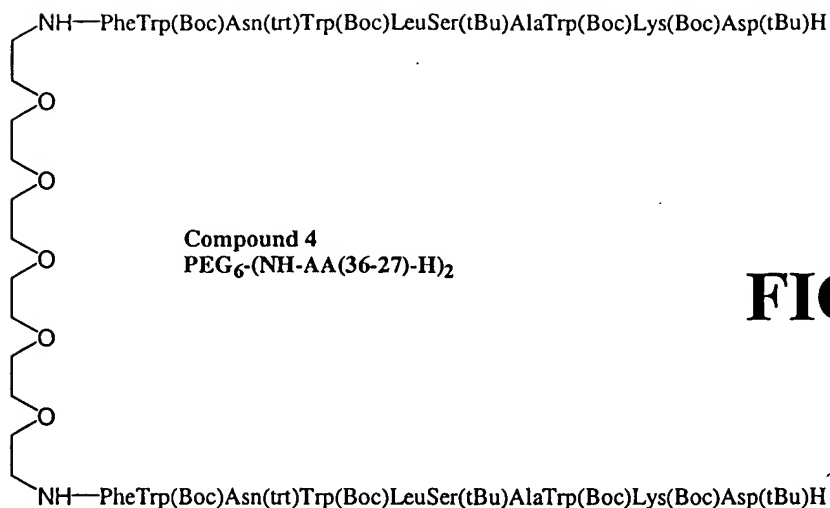 NH—PheTrp(Boc)Asn(trt)Trp(Boc)LeuSer(tBu)AlaTrp(Boc)Lys(Boc)Asp(tBu)H
O
O
Compound 4
PEG6-(NH-AA(36-27)-H)2
O
FIG
O
O
NH—PheTrp(Boc)Asn(trt)Trp(Boc)LeuSer(tBu)AlaTrp(Boc)Lys(Boc)Asp(tBu)H